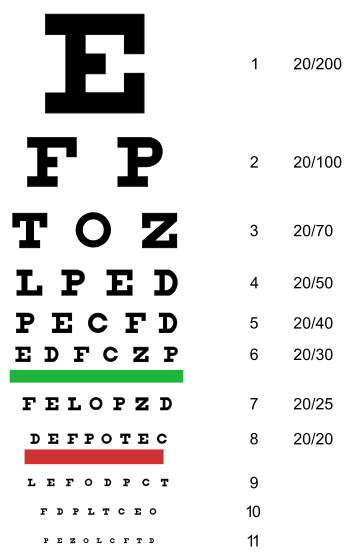 E 1 20/200
F P 2 20/100
T O Z 3 20/70
L P E D 4 20/50
P E C F D 5 20/40
E D F C Z P 6 20/30
F E L O P Z D 7 20/25
D E F P O T E C 8 20/20
L E F O D P C T 9
F D P L T C E O 10
P E Z O L C F T D 11